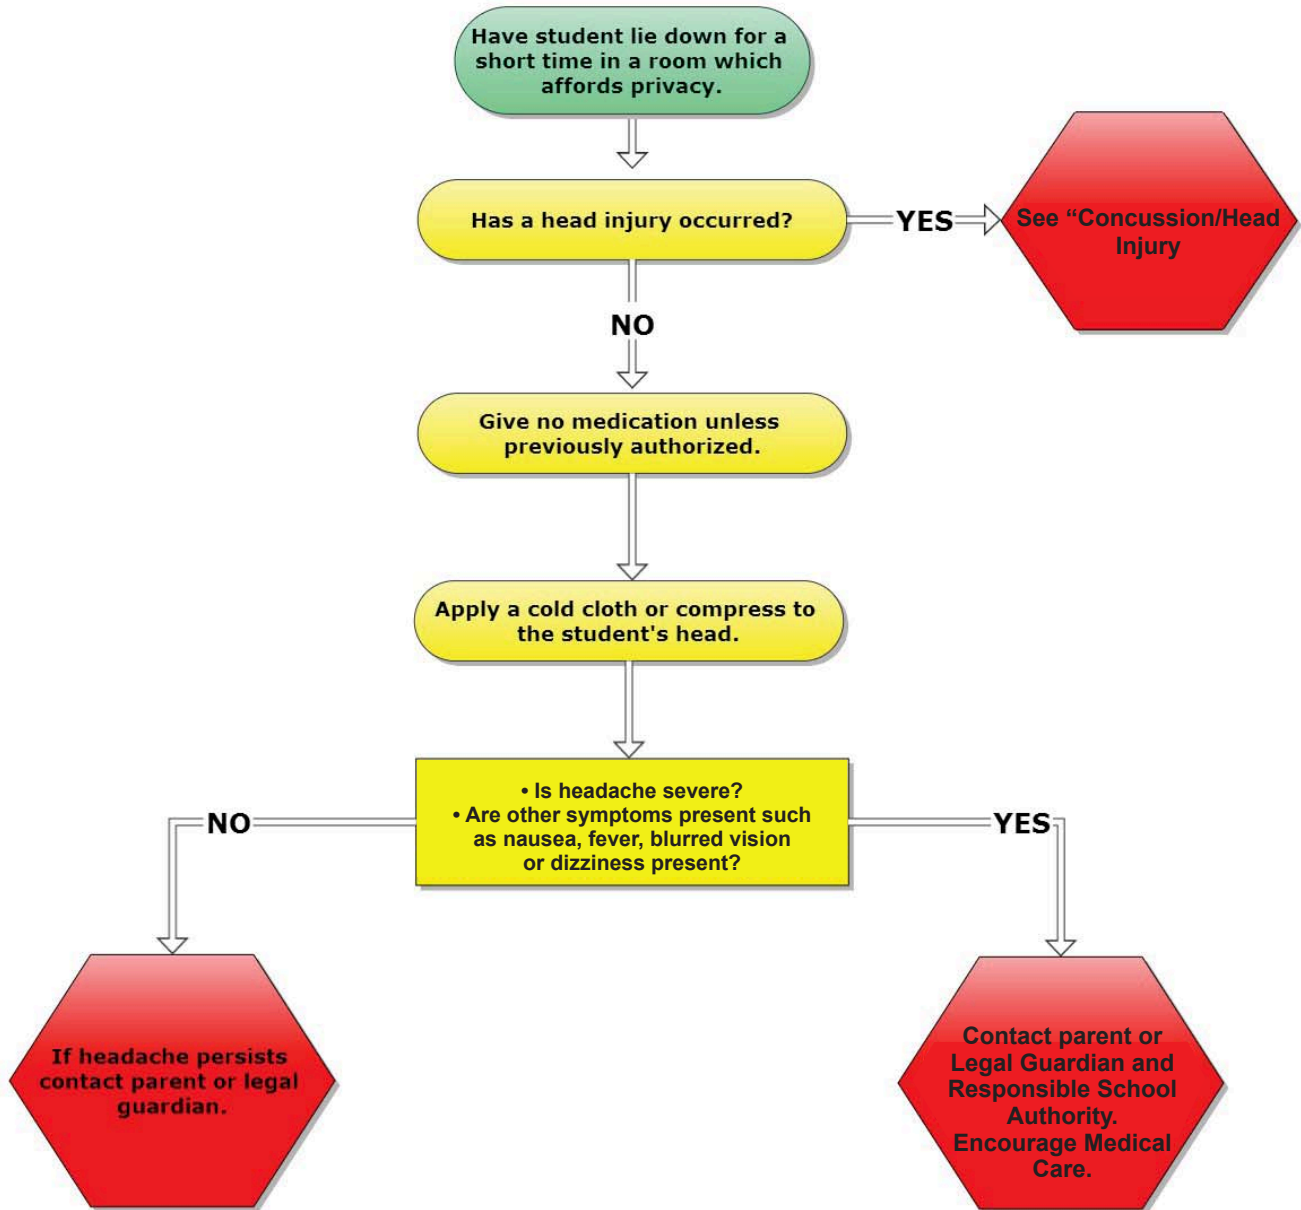 Have student lie down for a
short time in a room which
affords privacy.
Has a head injury occurred?
YES
See “Concussion/Head
Injury
NO
Give no medication unless
previously authorized.
Apply a cold cloth or compress to
the student's head.
• Is headache severe?
• Are other symptoms present such
as nausea, fever, blurred vision
or dizziness present?
NO
YES
If headache persists
contact parent or legal
guardian.
Contact parent or
Legal Guardian and
Responsible School
Authority.
Encourage Medical
Care.